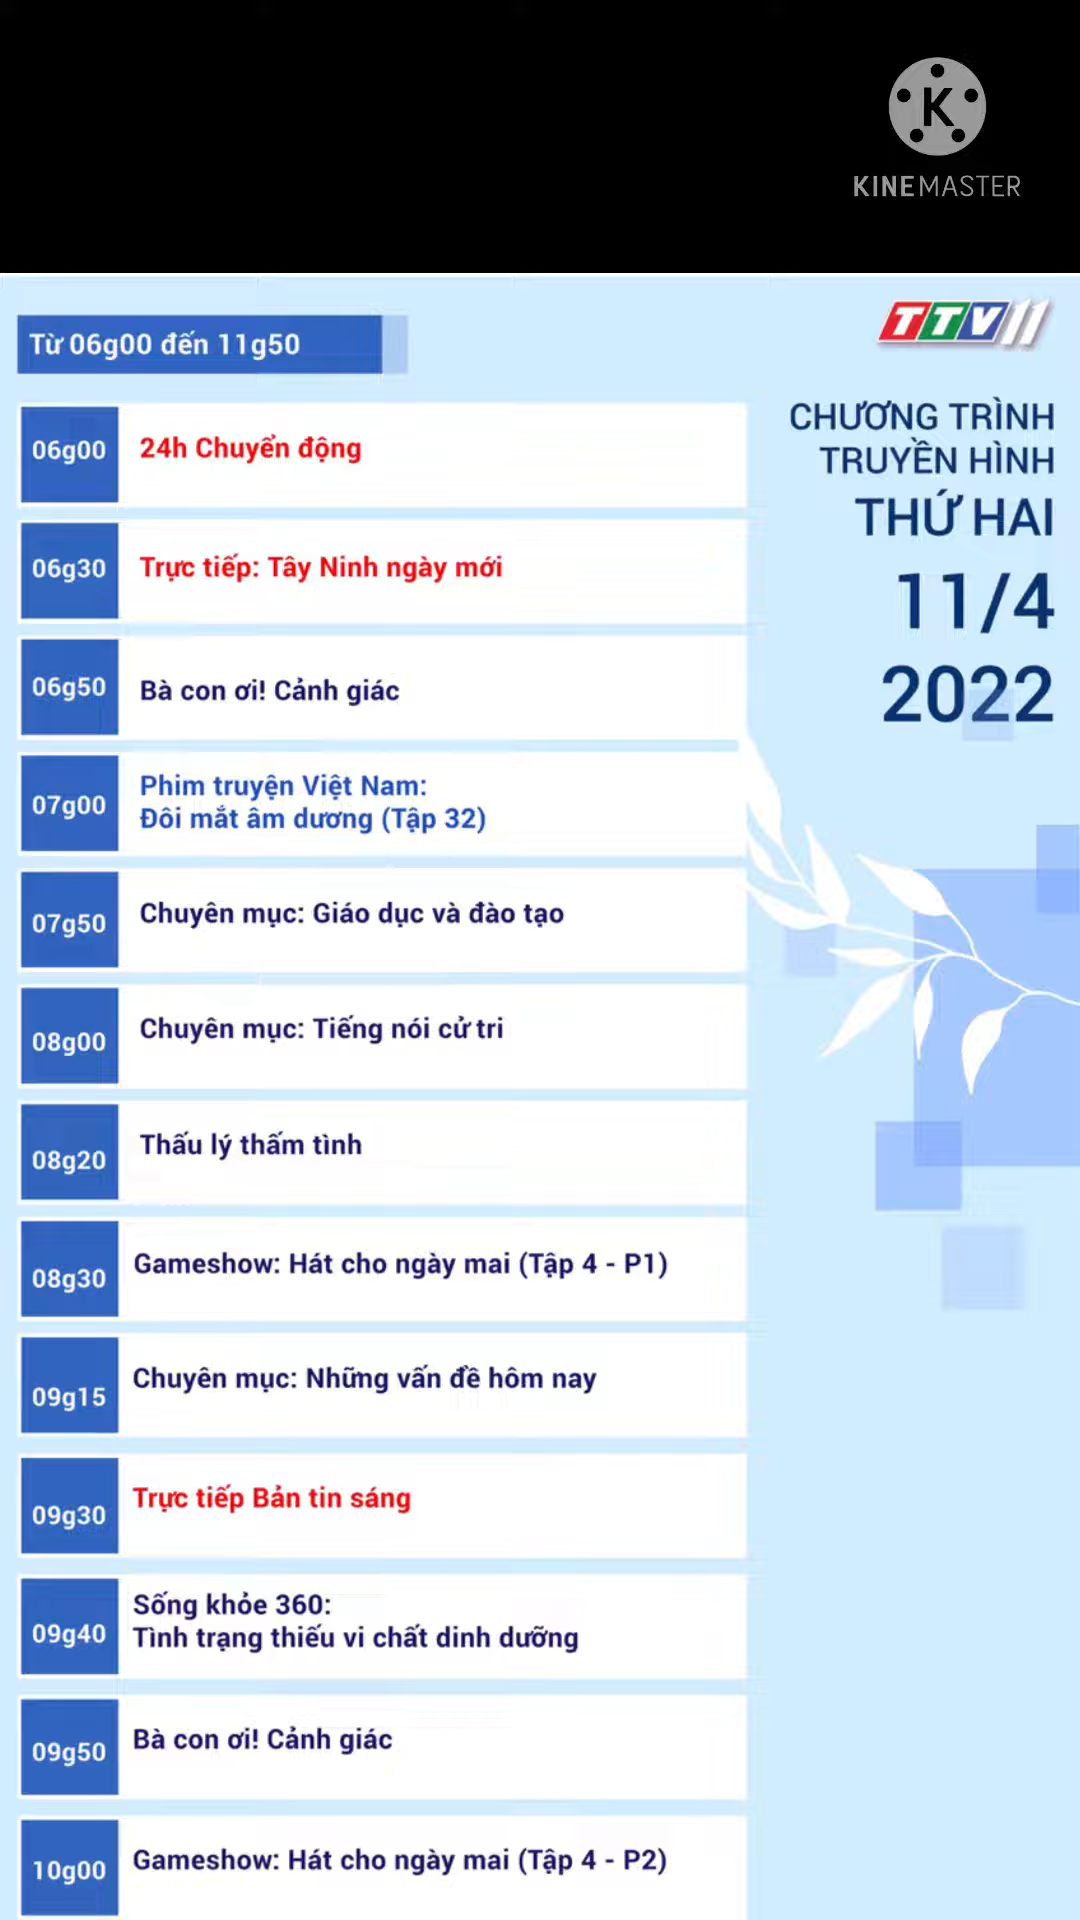 K
KINEMASTER
TTV11
Từ 06g00 đến 11g50
CHƯƠNG TRÌNH
TRUYỀN HÌNH
THỨ HAI
11/4
2022
06g00 24h Chuyển động
06g30 Trực tiếp: Tây Ninh ngày mới
06g50 Bà con ơi! Cảnh giác
07g00 Phim truyện Việt Nam:
Đôi mắt âm dương (Tập 32)
07g50 Chuyên mục: Giáo dục và đào tạo
08g00 Chuyên mục: Tiếng nói cử tri
08g20 Thấu lý thấm tình
08g30 Gameshow: Hát cho ngày mai (Tập 4 - P1)
09g15 Chuyên mục: Những vấn đề hôm nay
09g30 Trực tiếp Bản tin sáng
09g40 Sống khỏe 360:
Tình trạng thiếu vi chất dinh dưỡng
09g50 Bà con ơi! Cảnh giác
10g00 Gameshow: Hát cho ngày mai (Tập 4 - P2)